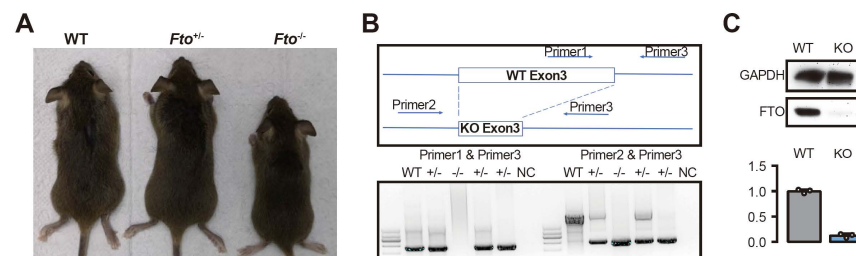 A
WT Fto+/- Fto-/-
B
Primer1 Primer3
WT Exon3
Primer2 Primer3
KO Exon3
Primer1 & Primer3 Primer2 & Primer3
WT +/- -/- +/- +/- NC WT +/- -/- +/- +/- NC
C
WT KO
GAPDH
FTO
WT KO
1.5
1.0
0.5
0.0